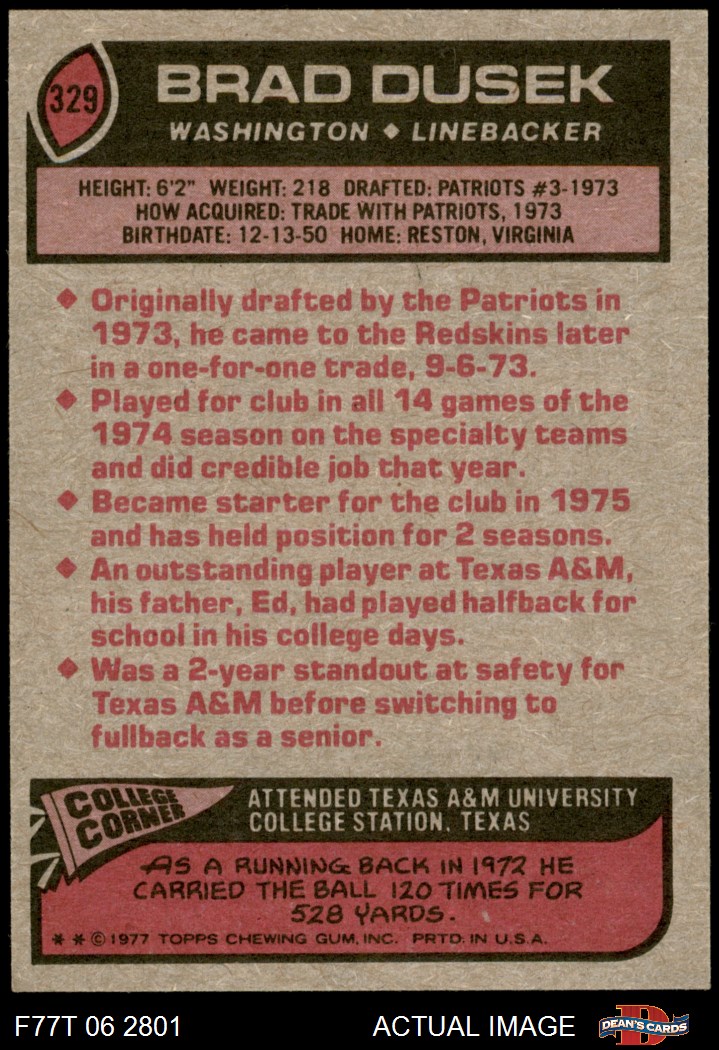 329
BRAD DUSEK
WASHINGTON ◆ LINEBACKER
HEIGHT: 6'2" WEIGHT: 218 DRAFTED: PATRIOTS #3-1973
HOW ACQUIRED: TRADE WITH PATRIOTS, 1973
BIRTHDATE: 12-13-50 HOME: RESTON, VIRGINIA
◆ Originally drafted by the Patriots in
1973, he came to the Redskins later
in a one-for-one trade, 9-6-73.
◆ Played for club in all 14 games of the
1974 season on the specialty teams
and did credible job that year.
◆ Became starter for the club in 1975
and has held position for 2 seasons.
◆ An outstanding player at Texas A&M,
his father, Ed, had played halfback for
school in his college days.
◆ Was a 2-year standout at safety for
Texas A&M before switching to
fullback as a senior.
COLLEGE
CORNER
ATTENDED TEXAS A&M UNIVERSITY
COLLEGE STATION, TEXAS
AS A RUNNING BACK IN 1972 HE
CARRIED THE BALL 120 TIMES FOR
528 YARDS.
* * © 1977 TOPPS CHEWING GUM, INC. PRTD. IN U.S.A.
F77T 06 2801
ACTUAL IMAGE
D
DEAN'S CARDS